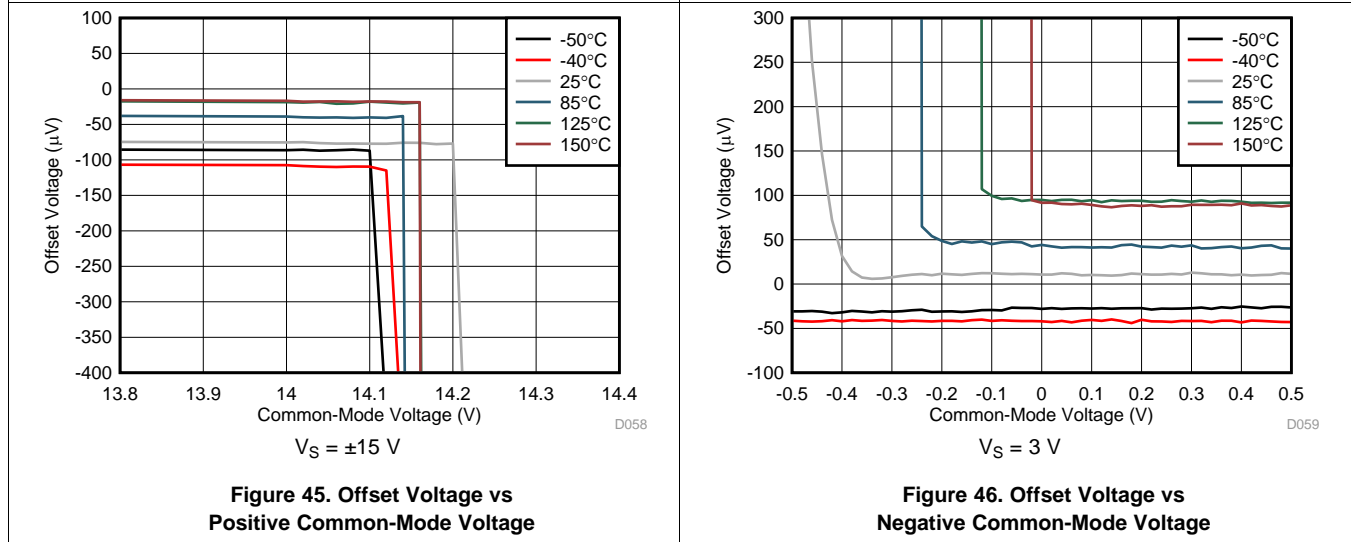 100
50
0
-50
-100
-150
-200
-250
-300
-350
-400
Offset Voltage (µV)
13.8 13.9 14 14.1 14.2 14.3 14.4
Common-Mode Voltage (V)
D058
-50°C
-40°C
25°C
85°C
125°C
150°C
VS = ±15 V
Figure 45. Offset Voltage vs
Positive Common-Mode Voltage
300
250
200
150
100
50
0
-50
-100
Offset Voltage (µV)
-0.5 -0.4 -0.3 -0.2 -0.1 0 0.1 0.2 0.3 0.4 0.5
Common-Mode Voltage (V)
D059
-50°C
-40°C
25°C
85°C
125°C
150°C
VS = 3 V
Figure 46. Offset Voltage vs
Negative Common-Mode Voltage